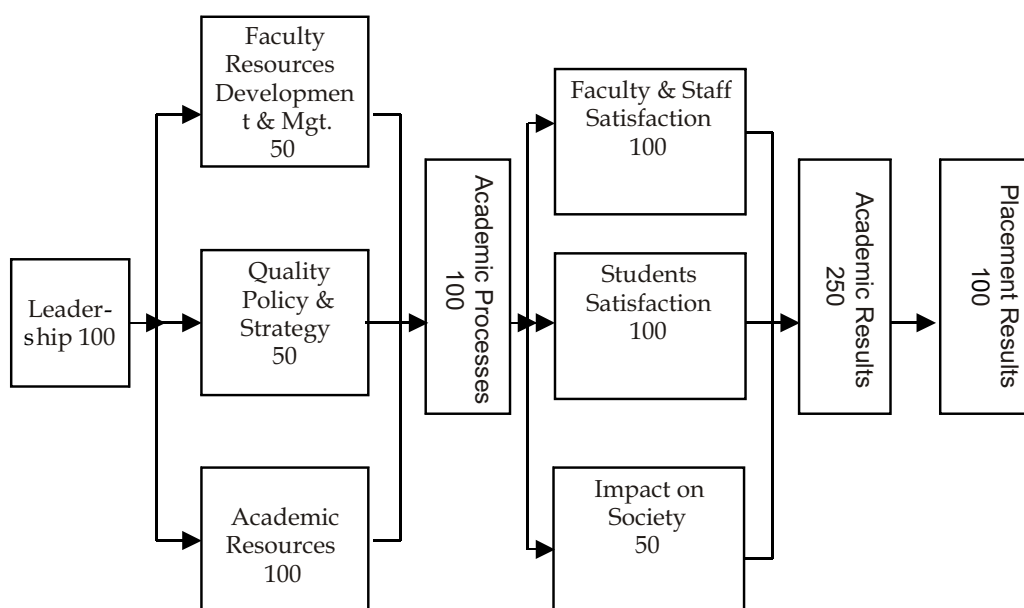 Faculty
Resources
Developmen
t & Mgt.
50
Faculty & Staff
Satisfaction
100
Leader-
ship 100
Quality
Policy &
Strategy
50
Academic Processes
100
Students
Satisfaction
100
Academic Results
250
Placement Results
100
Academic
Resources
100
Impact on
Society
50